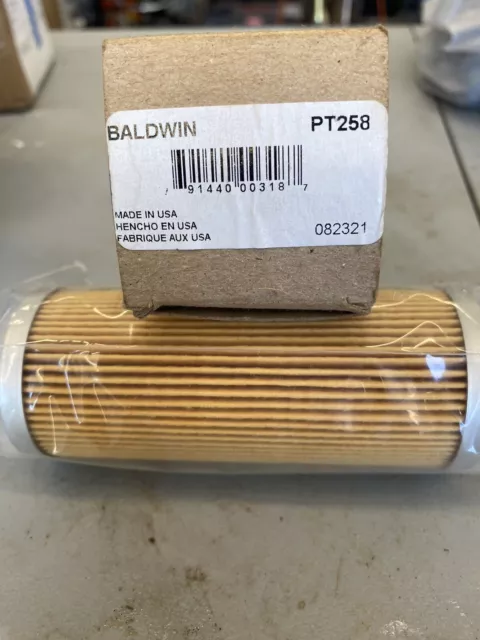 BALDWIN PT258
7 91440 00318 7
MADE IN USA
HENCHO EN USA
FABRIQUE AUX USA 082321